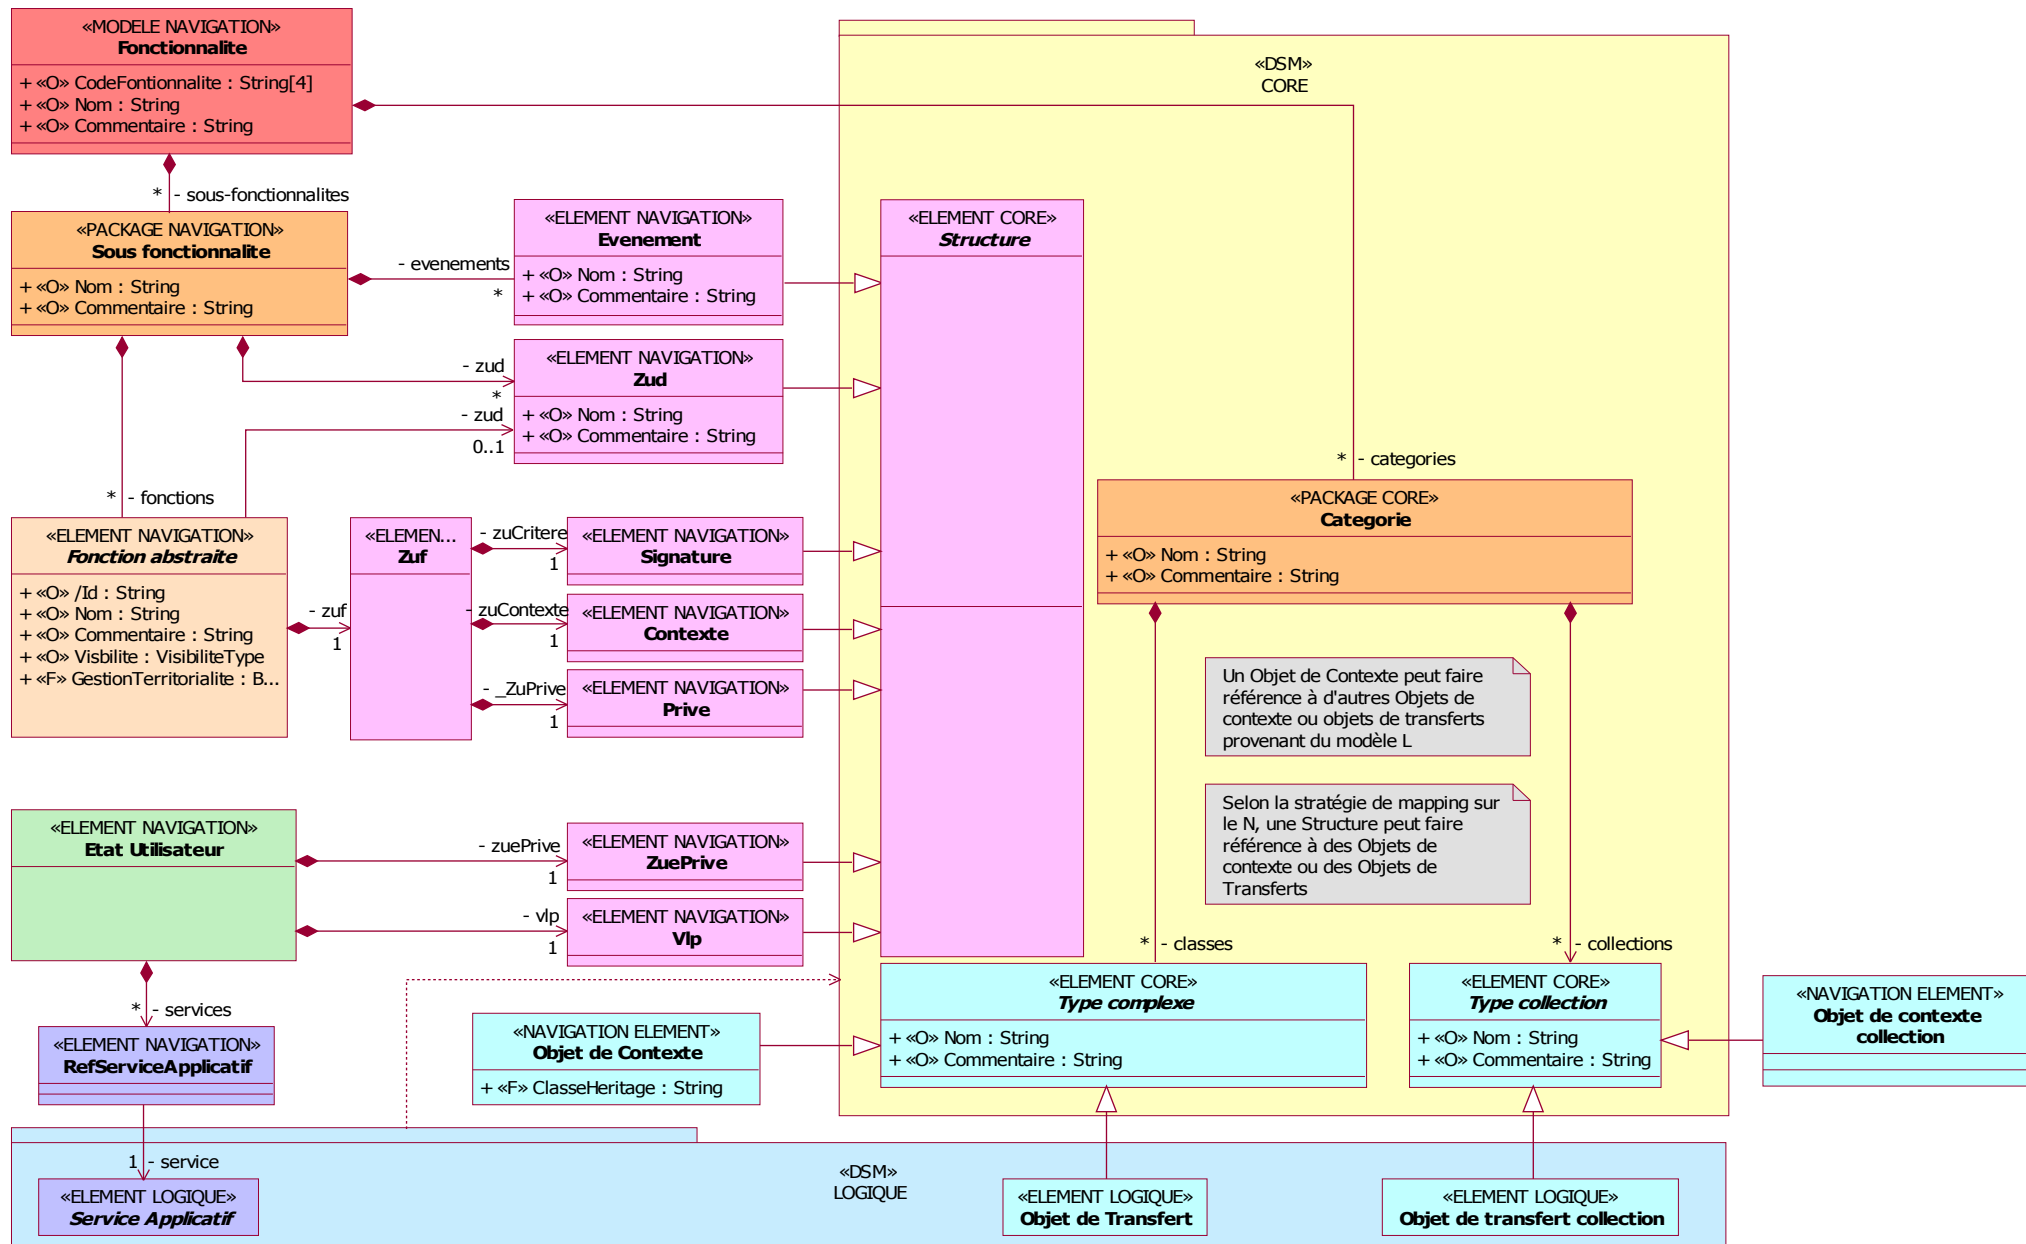 «MODELE NAVIGATION»
Fonctionnalite
+ «O» CodeFontionnalite : String[4]
+ «O» Nom : String
+ «O» Commentaire : String
* - sous-fonctionnalites
«PACKAGE NAVIGATION»
Sous fonctionnalite
+ «O» Nom : String
+ «O» Commentaire : String
- evenements
*
«ELEMENT NAVIGATION»
Evenement
+ «O» Nom : String
+ «O» Commentaire : String
- zud
*
- zud
0..1
«ELEMENT NAVIGATION»
Zud
+ «O» Nom : String
+ «O» Commentaire : String
* - fonctions
«ELEMENT NAVIGATION»
Fonction abstraite
+ «O» /Id : String
+ «O» Nom : String
+ «O» Commentaire : String
+ «O» Visbilite : VisibiliteType
+ «F» GestionTerritorialite : B...
- zuf
1
«ELEMEN...
Zuf
- zuCritere
1
«ELEMENT NAVIGATION»
Signature
- zuContexte
1
«ELEMENT NAVIGATION»
Contexte
- _ZuPrive
1
«ELEMENT NAVIGATION»
Prive
«DSM»
CORE
«ELEMENT CORE»
Structure
* - categories
«PACKAGE CORE»
Categorie
+ «O» Nom : String
+ «O» Commentaire : String
Un Objet de Contexte peut faire
référence à d'autres Objets de
contexte ou objets de transferts
provenant du modèle L
Selon la stratégie de mapping sur
le N, une Structure peut faire
référence à des Objets de
contexte ou des Objets de
Transferts
«ELEMENT NAVIGATION»
Etat Utilisateur
- zuePrive
1
«ELEMENT NAVIGATION»
ZuePrive
- vlp
1
«ELEMENT NAVIGATION»
Vlp
* - classes
* - collections
* - services
«ELEMENT NAVIGATION»
RefServiceApplicatif
«NAVIGATION ELEMENT»
Objet de Contexte
+ «F» ClasseHeritage : String
«ELEMENT CORE»
Type complexe
+ «O» Nom : String
+ «O» Commentaire : String
«ELEMENT CORE»
Type collection
+ «O» Nom : String
+ «O» Commentaire : String
«NAVIGATION ELEMENT»
Objet de contexte
collection
1 - service
«DSM»
LOGIQUE
«ELEMENT LOGIQUE»
Service Applicatif
«ELEMENT LOGIQUE»
Objet de Transfert
«ELEMENT LOGIQUE»
Objet de transfert collection